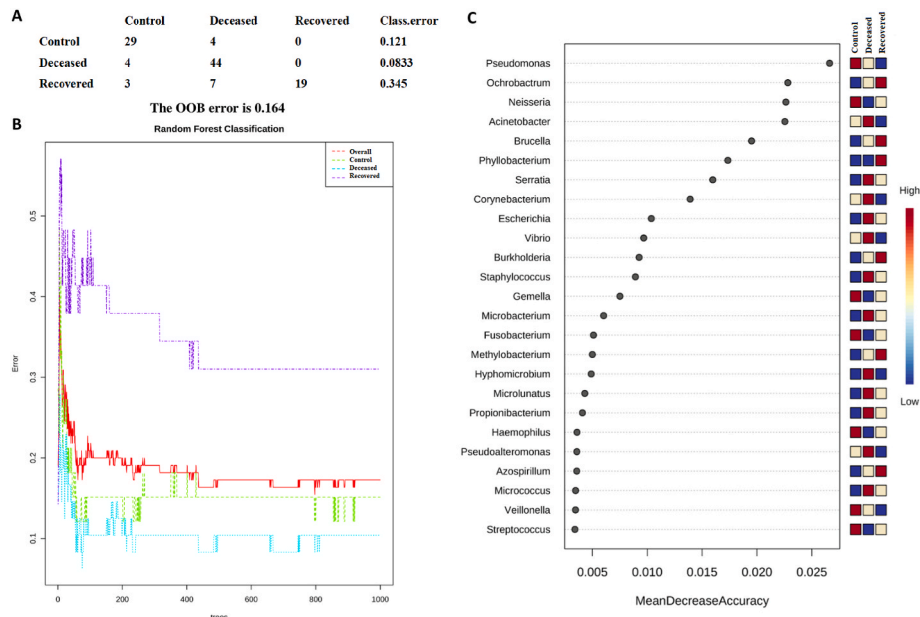 A
Control Deceased Recovered Class.error
Control 29 4 0 0.121
Deceased 4 44 0 0.0833
Recovered 3 7 19 0.345
The OOB error is 0.164
B
Random Forest Classification
Overall
Control
Deceased
Recovered
Error
0.5
0.4
0.3
0.2
0.1
0 200 400 600 800 1000
trees
C
Control Deceased Recovered
Pseudomonas
Ochrobactrum
Neisseria
Acinetobacter
Brucella
Phyllobacterium
Serratia
Corynebacterium
Escherichia
Vibrio
Burkholderia
Staphylococcus
Gemella
Microbacterium
Fusobacterium
Methylobacterium
Hyphomicrobium
Microlunatus
Propionibacterium
Haemophilus
Pseudoalteromonas
Azospirillum
Micrococcus
Veillonella
Streptococcus
0.005 0.010 0.015 0.020 0.025
MeanDecreaseAccuracy
High
Low